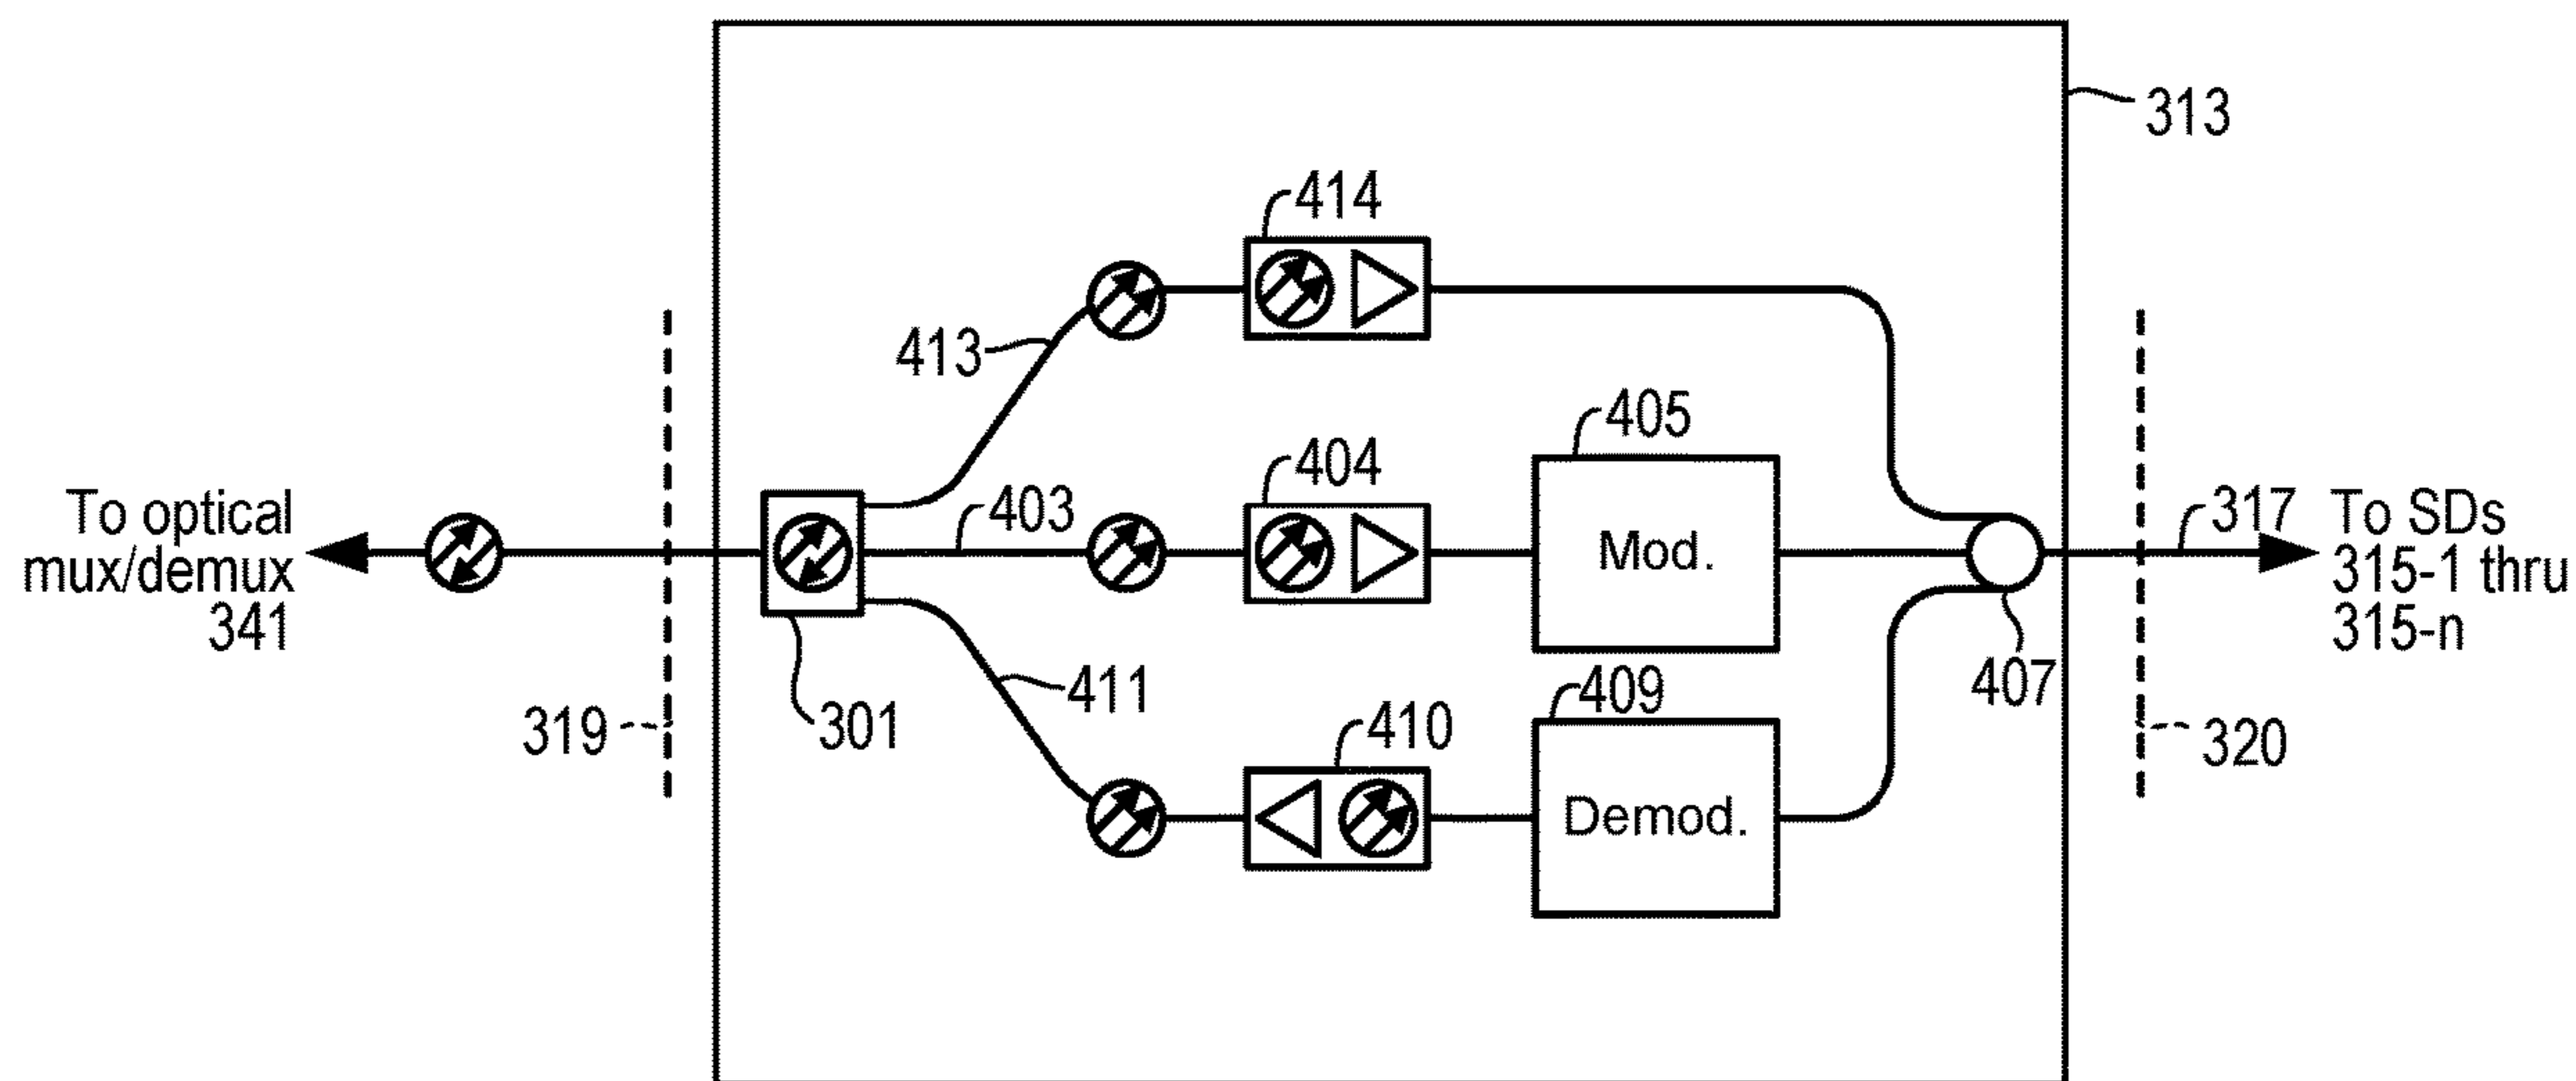 313
414
413
405
404
403
To optical
mux/demux
341
Mod.
317
To SDs
315-1 thru
315-n
411
409
407
319
301
410
320
Demod.